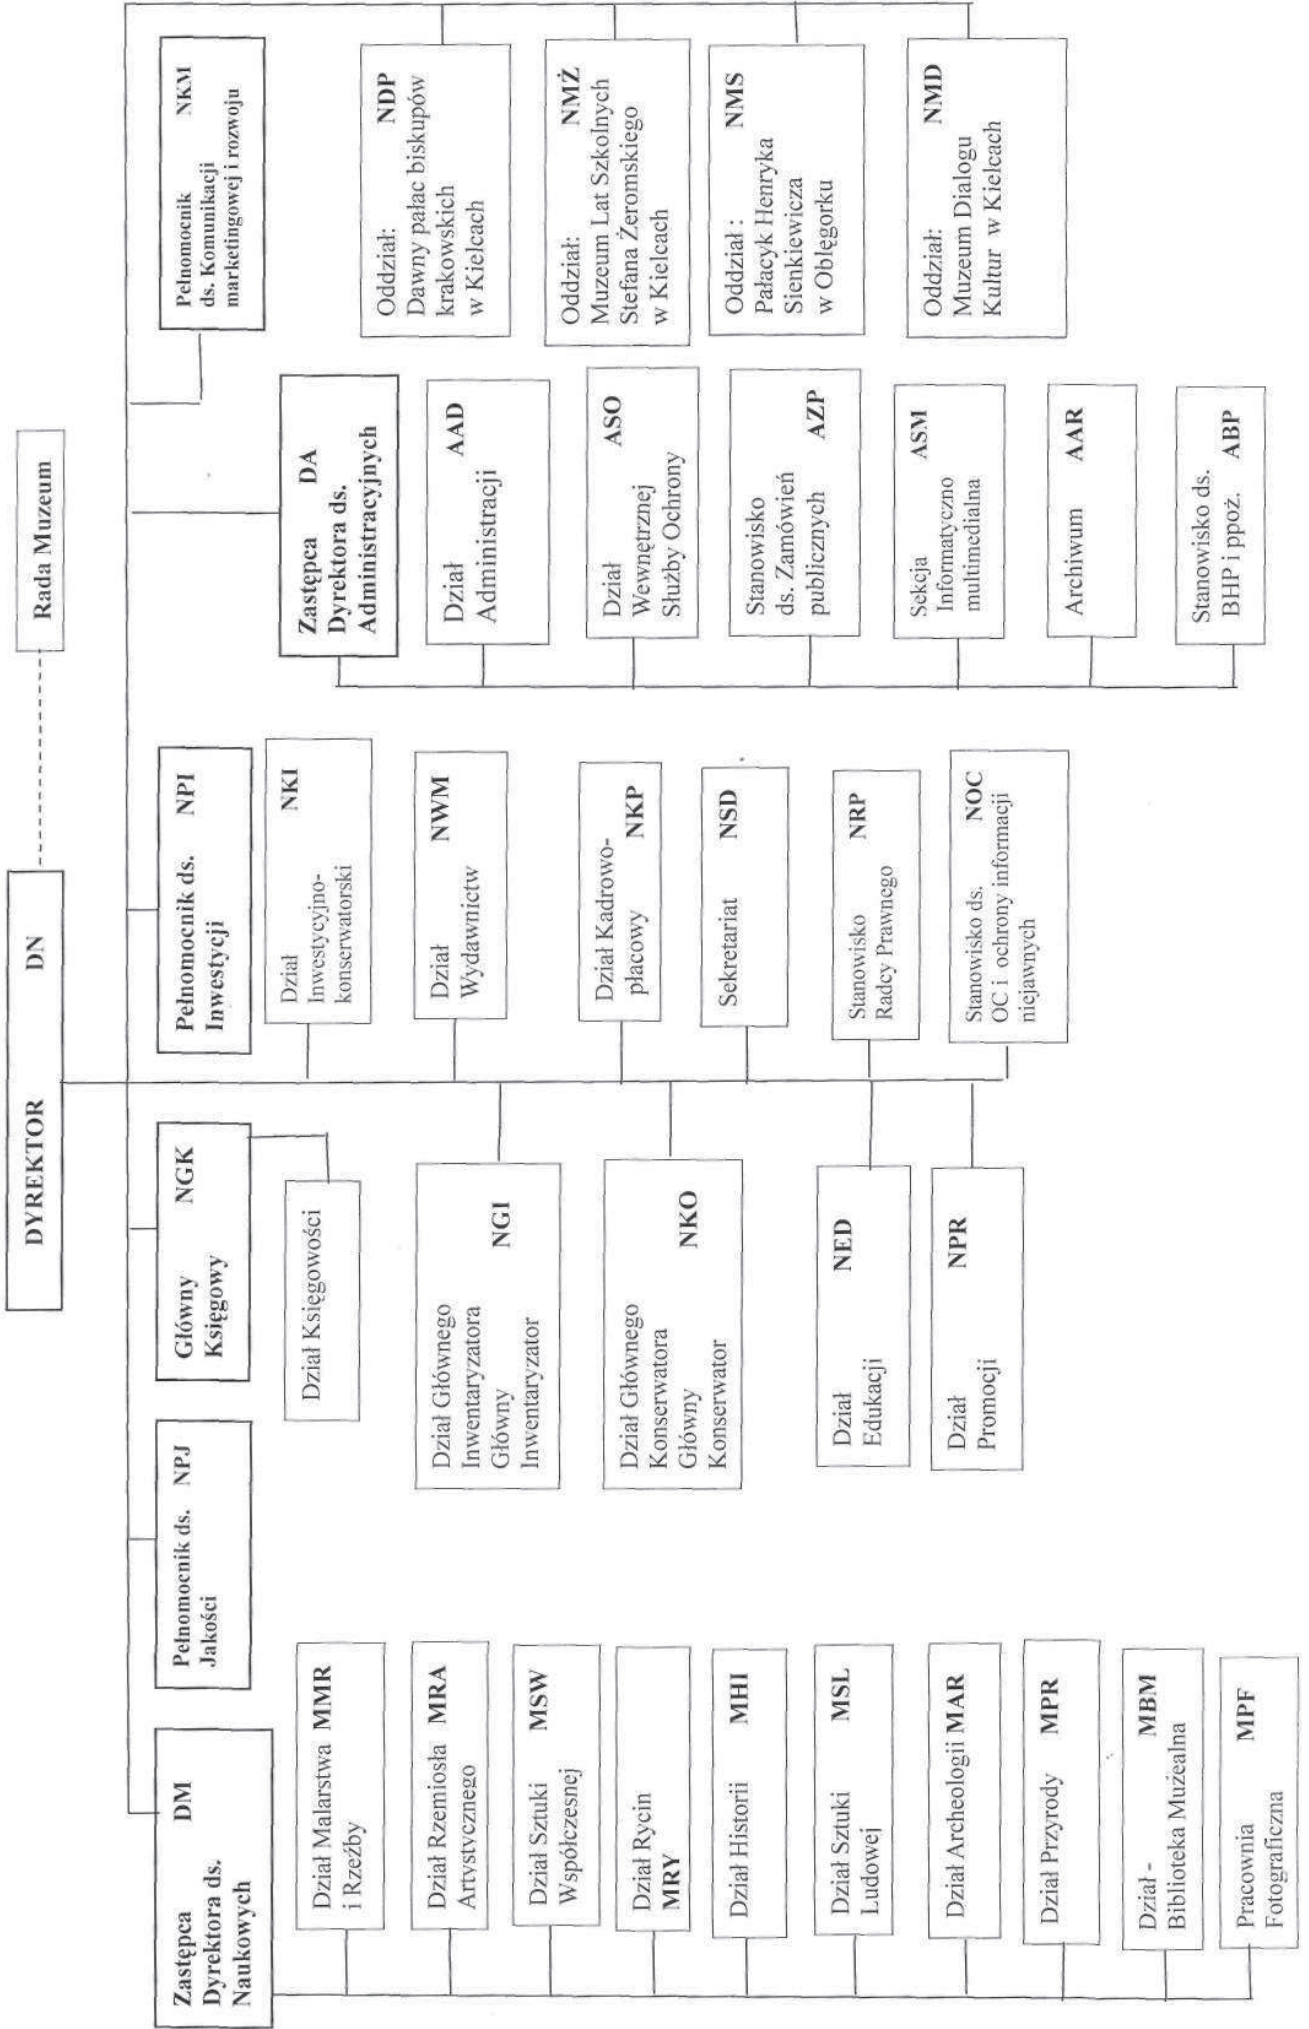 DYREKTOR DN
Rada Muzeum
Zastępca DM
Dyrektora ds.
Naukowych
Pełnomocnik ds. NPJ
Jakości
Główny NGK
Księgowy
Pełnomocnik ds. NPI
Inwestycji
Pełnomocnik NKM
ds. Komunikacji
marketingowej i rozwoju
Dział Malarstwa MMR
i Rzeźby
Dział Rzemiosła MRA
Artystycznego
Dział Sztuki MSW
Współczesnej
Dział Rycin
MRY
Dział Historii MHI
Dział Sztuki MSL
Ludowej
Dział Archeologii MAR
Dział Przyrody MPR
Dział - MBM
Biblioteka Muzealna
Pracownia MPF
Fotograficzna
Dział Księgowości
Dział Głównego
Inwentaryzatora
Główny NGI
Inwentaryzator
Dział Głównego
Konserwatora
Główny NKO
Konserwator
Dział NED
Edukacji
Dział NPR
Promocji
Dział NKI
Inwestycyjno-
konserwatorski
Dział NWM
Wydawnictw
Dział Kadrowo-
płacowy NKP
Sekretariat NSD
Stanowisko NRP
Radcy Prawnego
Stanowisko ds. NOC
OC i ochrony informacji
niejawnych
Zastępca DA
Dyrektora ds.
Administracyjnych
Dział AAD
Administracji
Dział ASO
Wewnętrznej
Służby Ochrony
Stanowisko
ds. Zamówień
publicznych AZP
Sekcja ASM
Informatyczno
multimedialna
Archiwum AAR
Stanowisko ds.
BHP i ppoż. ABP
Oddział: NDP
Dawny pałac biskupów
krakowskich
w Kielcach
Oddział: NMŻ
Muzeum Lat Szkolnych
Stefana Żeromskiego
w Kielcach
Oddział : NMS
Pałacyk Henryka
Sienkiewicza
w Oblęgorku
Oddział: NMD
Muzeum Dialogu
Kultur w Kielcach